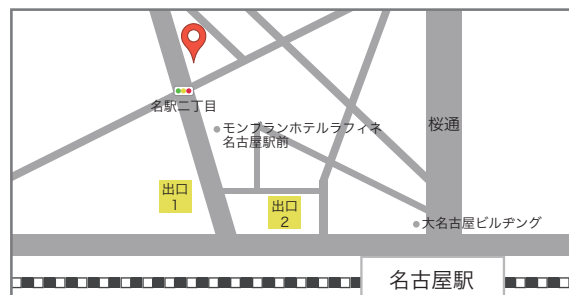 名駅二丁目
モンブランホテルラフィネ
名古屋駅前
桜通
出口
1
出口
2
大名古屋ビルヂング
名古屋駅